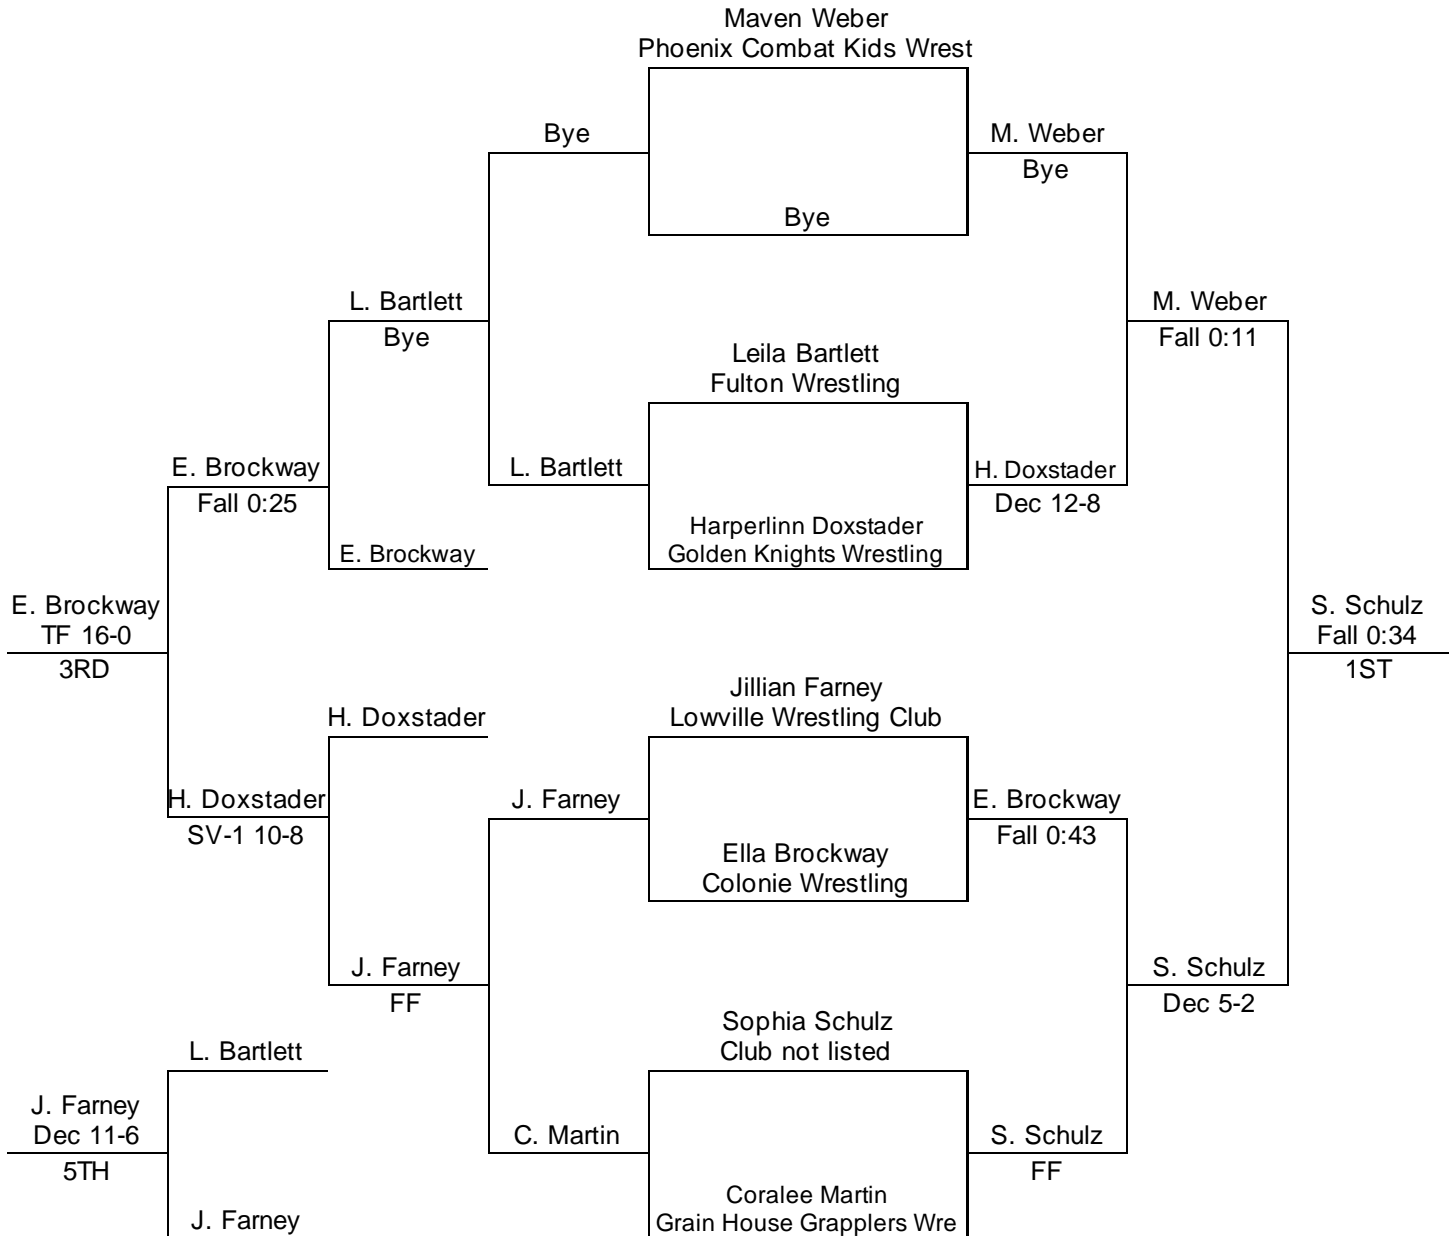 Maven Weber
Phoenix Combat Kids Wrest
Bye
M. Weber
Bye
Bye
L. Bartlett
Bye
M. Weber
Fall 0:11
Leila Bartlett
Fulton Wrestling
E. Brockway
Fall 0:25
L. Bartlett
H. Doxstader
Dec 12-8
Harperlinn Doxstader
Golden Knights Wrestling
E. Brockway
E. Brockway
TF 16-0
3RD
S. Schulz
Fall 0:34
1ST
Jillian Farney
Lowville Wrestling Club
H. Doxstader
H. Doxstader
SV-1 10-8
J. Farney
E. Brockway
Fall 0:43
Ella Brockway
Colonie Wrestling
J. Farney
FF
S. Schulz
Dec 5-2
Sophia Schulz
Club not listed
L. Bartlett
J. Farney
Dec 11-6
5TH
C. Martin
S. Schulz
FF
Coralee Martin
Grain House Grapplers Wre
J. Farney